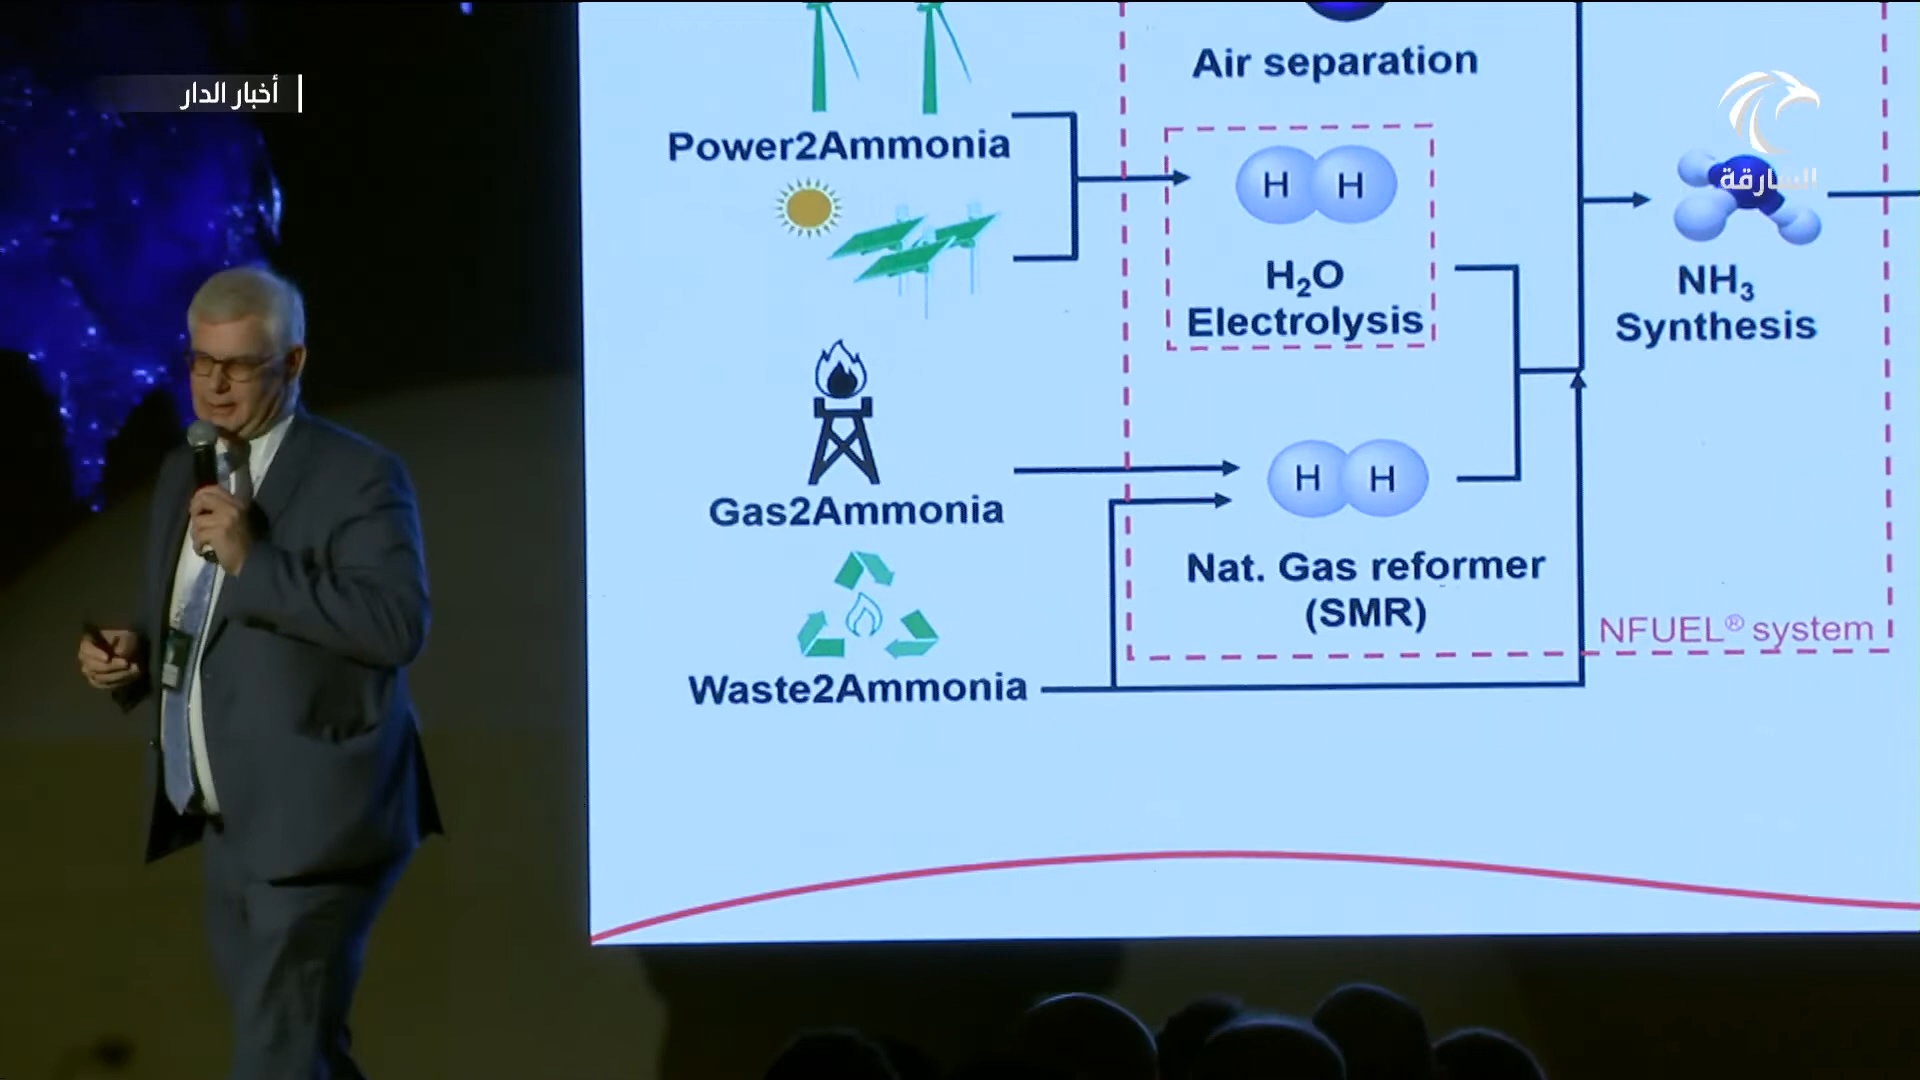 أخبار الدار
الشارقة
Air separation
Power2Ammonia
H H
H₂O
Electrolysis
NH₃
Synthesis
Gas2Ammonia
H H
Nat. Gas reformer
(SMR)
NFUEL® system
Waste2Ammonia